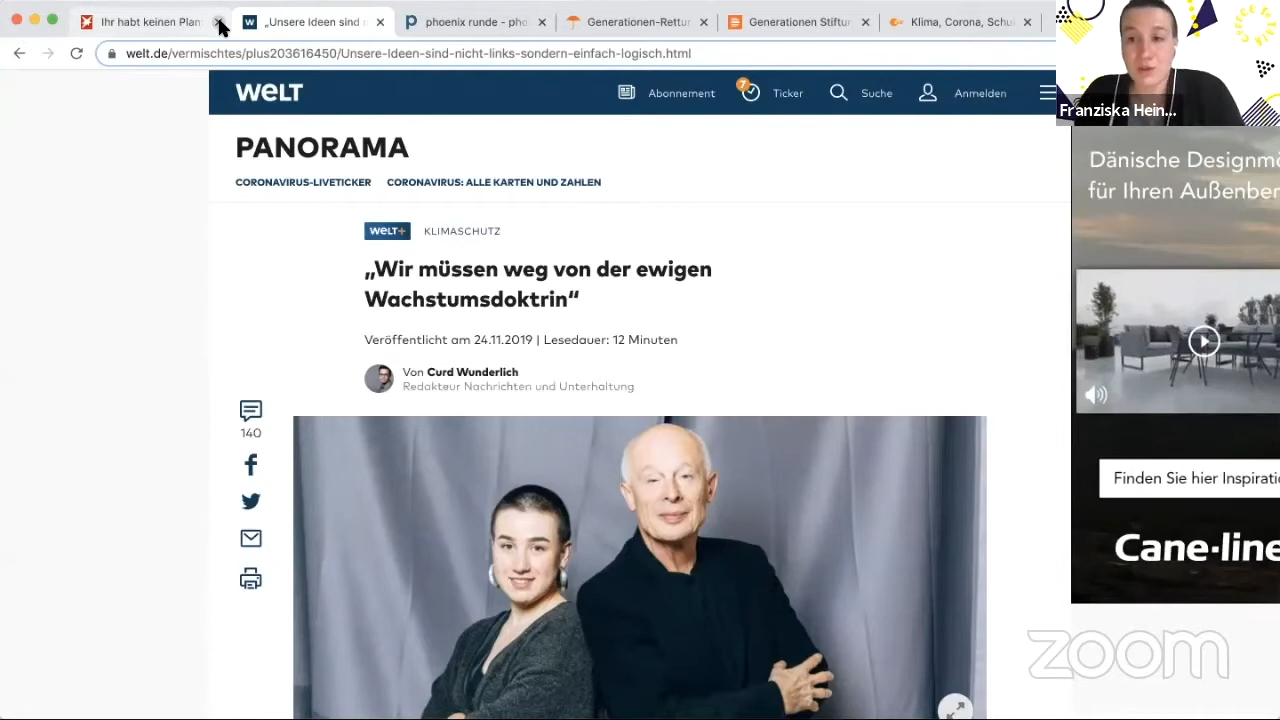 Ihr habt keinen Plan
„Unsere Ideen sind n
phoenix runde - pho
Generationen-Rettur
Generationen Stiftur
Klima, Corona, Schul
welt.de/vermischtes/plus203616450/Unsere-Ideen-sind-nicht-links-sondern-einfach-logisch.html
Franziska Hein...
WELT
Abonnement
7
Ticker
Suche
Anmelden
PANORAMA
CORONAVIRUS-LIVETICKER CORONAVIRUS: ALLE KARTEN UND ZAHLEN
WELT+ KLIMASCHUTZ
„Wir müssen weg von der ewigen
Wachstumsdoktrin“
Veröffentlicht am 24.11.2019 | Lesedauer: 12 Minuten
Von Curd Wunderlich
Redakteur Nachrichten und Unterhaltung
140
Dänische Designmö
für Ihren Außenber
Finden Sie hier Inspiratio
Cane-line
zoom